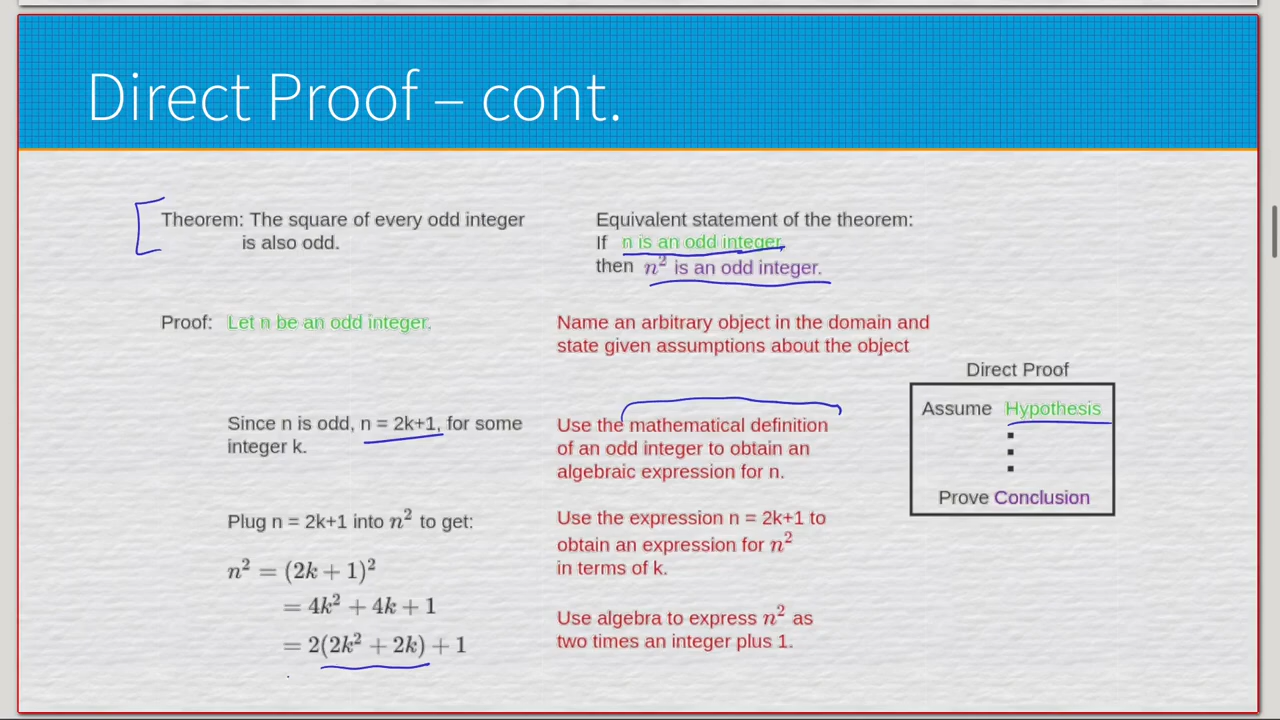 Direct Proof – cont.
Theorem: The square of every odd integer
is also odd.
Equivalent statement of the theorem:
If n is an odd integer,
then n² is an odd integer.
Proof: Let n be an odd integer.
Name an arbitrary object in the domain and
state given assumptions about the object
Since n is odd, n = 2k+1, for some
integer k.
Use the mathematical definition
of an odd integer to obtain an
algebraic expression for n.
Plug n = 2k+1 into n² to get:
Use the expression n = 2k+1 to
obtain an expression for n²
in terms of k.
n² = (2k + 1)²
= 4k² + 4k + 1
= 2(2k² + 2k) + 1
Use algebra to express n² as
two times an integer plus 1.
Direct Proof
Assume Hypothesis
Prove Conclusion